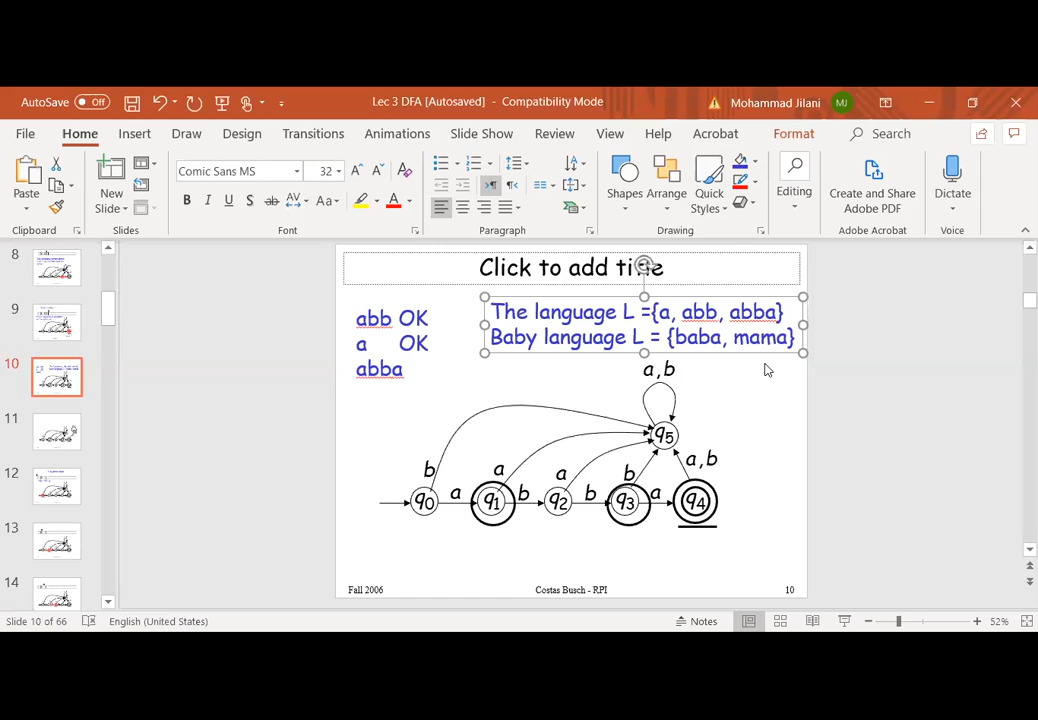 AutoSave Off Lec 3 DFA [Autosaved] - Compatibility Mode Mohammad Jilani MJ
File Home Insert Draw Design Transitions Animations Slide Show Review View Help Acrobat Format Search
Paste New Slide Comic Sans MS 32 Shapes Arrange Quick Styles Editing Create and Share Adobe PDF Dictate
B I U S ab AV Aa A
Clipboard Slides Font Paragraph Drawing Adobe Acrobat Voice
8
9
10
11
12
13
14
Click to add title
abb OK
a OK
abba
The language L ={a, abb, abba}
Baby language L = {baba, mama}
a,b
q5
b a a b a,b
q0 a q1 b q2 b q3 a q4
Fall 2006 Costas Busch - RPI 10
Slide 10 of 66 English (United States) Notes 52%